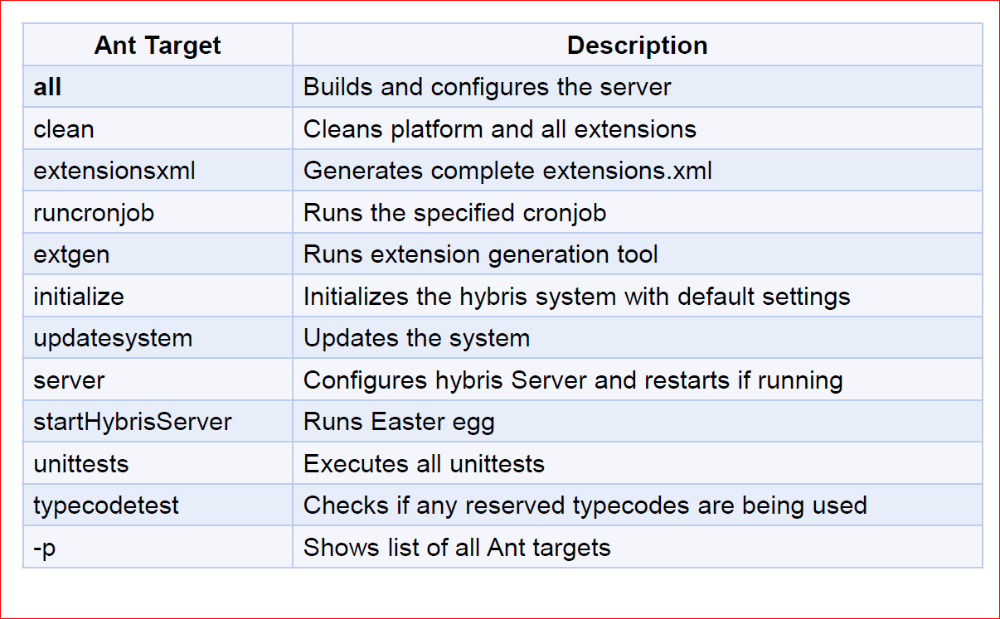 Ant Target Description
all Builds and configures the server
clean Cleans platform and all extensions
extensionsxml Generates complete extensions.xml
runcronjob Runs the specified cronjob
extgen Runs extension generation tool
initialize Initializes the hybris system with default settings
updatesystem Updates the system
server Configures hybris Server and restarts if running
startHybrisServer Runs Easter egg
unittests Executes all unittests
typecodetest Checks if any reserved typecodes are being used
-p Shows list of all Ant targets